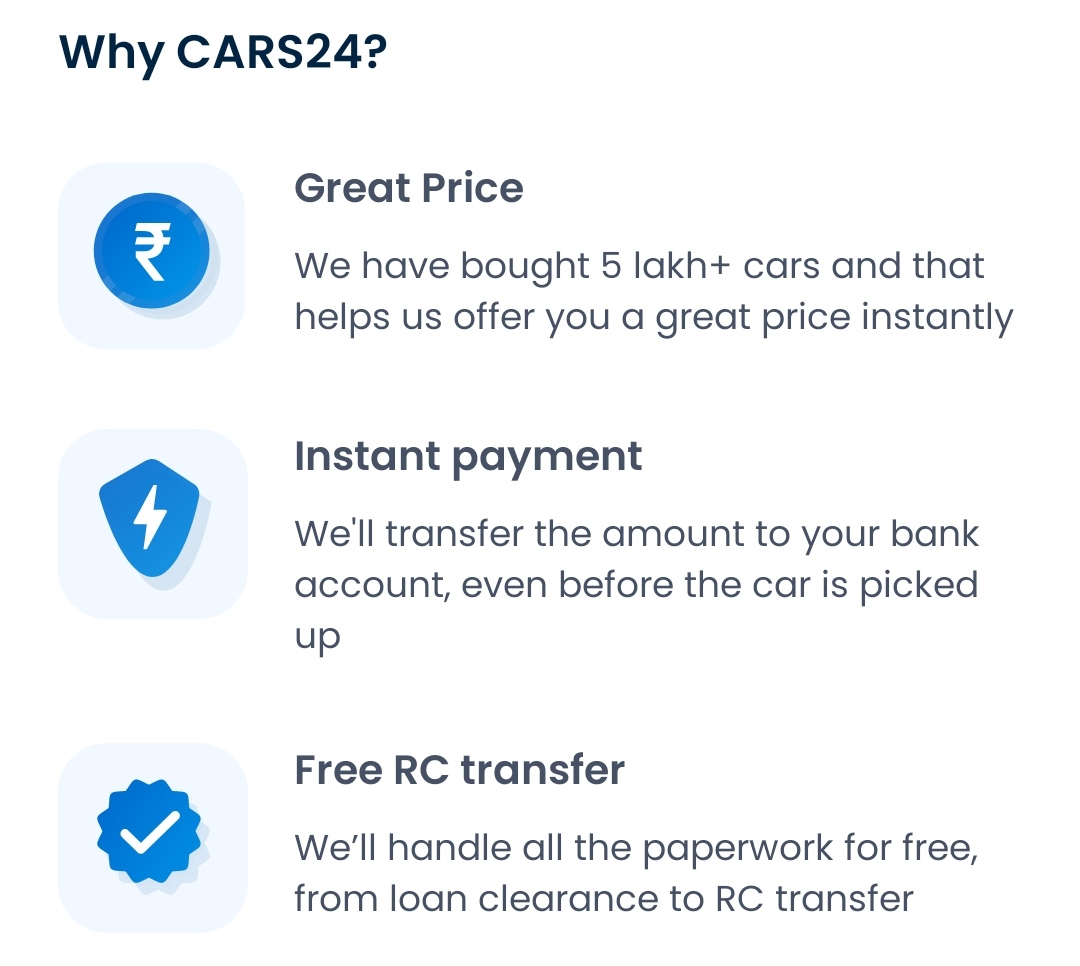 Why CARS24?
₹
Great Price
We have bought 5 lakh+ cars and that
helps us offer you a great price instantly
Instant payment
We'll transfer the amount to your bank
account, even before the car is picked
up
Free RC transfer
We’ll handle all the paperwork for free,
from loan clearance to RC transfer